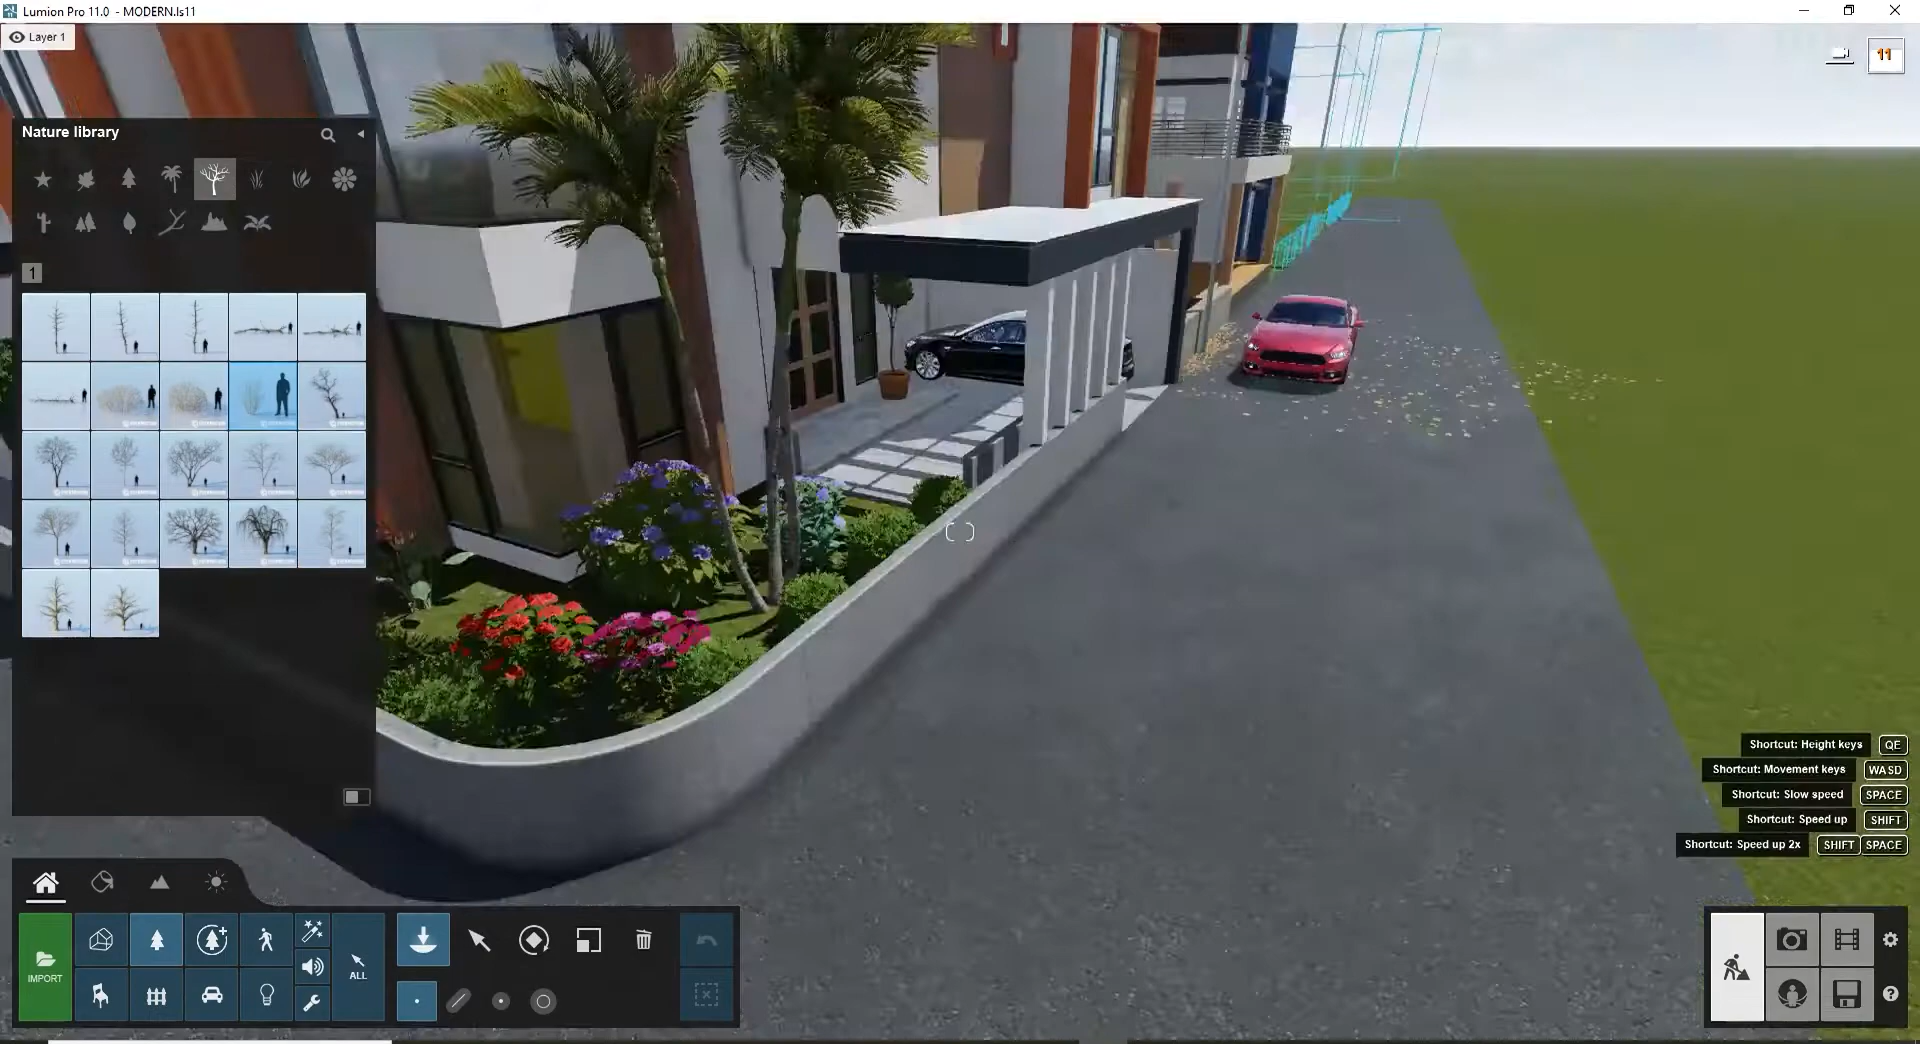 Lumion Pro 11.0 - MODERN.ls11
Layer 1
11
Nature library
1
Shortcut: Height keys QE
Shortcut: Movement keys WASD
Shortcut: Slow speed SPACE
Shortcut: Speed up SHIFT
Shortcut: Speed up 2x SHIFT SPACE
IMPORT
ALL
?